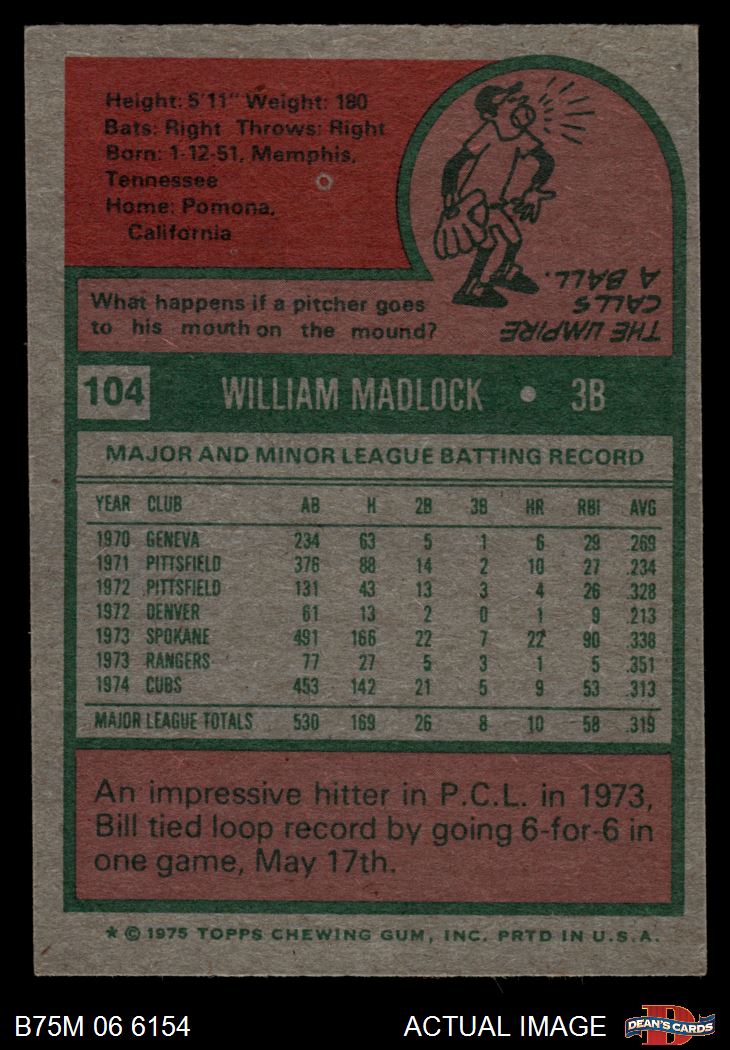 Height: 5'11" Weight: 180
Bats: Right Throws: Right
Born: 1-12-51, Memphis,
Tennessee
Home: Pomona,
California
What happens if a pitcher goes
to his mouth on the mound?
THE UMPIRE
CALLS
A BALL.
104 WILLIAM MADLOCK • 3B
MAJOR AND MINOR LEAGUE BATTING RECORD
YEAR CLUB AB H 2B 3B HR RBI AVG
1970 GENEVA 234 63 5 1 6 29 .269
1971 PITTSFIELD 376 88 14 2 10 27 .234
1972 PITTSFIELD 131 43 13 3 4 26 .328
1972 DENVER 61 13 2 0 1 9 .213
1973 SPOKANE 491 166 22 7 22 90 .338
1973 RANGERS 77 27 5 3 1 5 .351
1974 CUBS 453 142 21 5 9 53 .313
MAJOR LEAGUE TOTALS 530 169 26 8 10 58 .319
An impressive hitter in P.C.L. in 1973,
Bill tied loop record by going 6-for-6 in
one game, May 17th.
* © 1975 TOPPS CHEWING GUM, INC. PRTD IN U.S.A.
B75M 06 6154 ACTUAL IMAGE
D
DEAN'S CARDS